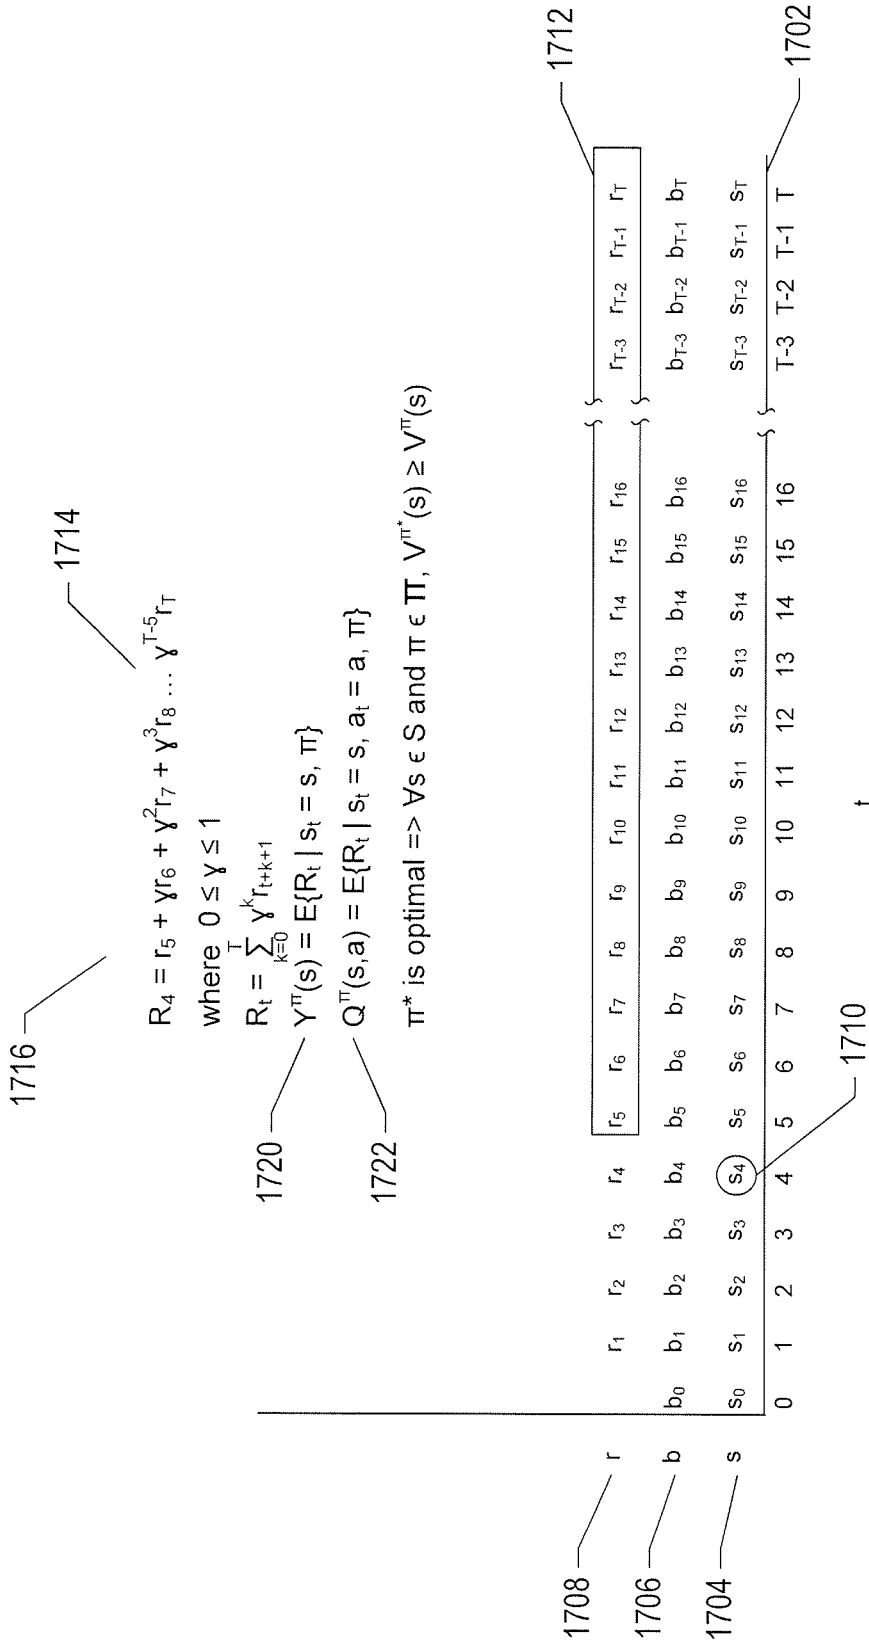 1716
1714
R₄ = r₅ + γr₆ + γ²r₇ + γ³r₈ ... γᵀ⁻⁵r_T
where 0 ≤ γ ≤ 1
R_t = ∑_{k=0}^{T} γᵏr_{t+k+1}
1720
Y^π(s) = E{R_t | s_t = s, π}
1722
Q^π(s,a) = E{R_t | s_t = s, a_t = a, π}
π* is optimal => ∀s ϵ S and π ϵ Π, V^{π*}(s) ≥ V^π(s)
1712
1708 r r₁ r₂ r₃ r₄ r₅ r₆ r₇ r₈ r₉ r₁₀ r₁₁ r₁₂ r₁₃ r₁₄ r₁₅ r₁₆ r_{T-3} r_{T-2} r_{T-1} r_T
1706 b b₀ b₁ b₂ b₃ b₄ b₅ b₆ b₇ b₈ b₉ b₁₀ b₁₁ b₁₂ b₁₃ b₁₄ b₁₅ b₁₆ b_{T-3} b_{T-2} b_{T-1} b_T
1704 s s₀ s₁ s₂ s₃ s₄ s₅ s₆ s₇ s₈ s₉ s₁₀ s₁₁ s₁₂ s₁₃ s₁₄ s₁₅ s₁₆ s_{T-3} s_{T-2} s_{T-1} s_T
1702
0 1 2 3 4 5 6 7 8 9 10 11 12 13 14 15 16 T-3 T-2 T-1 T
1710
t